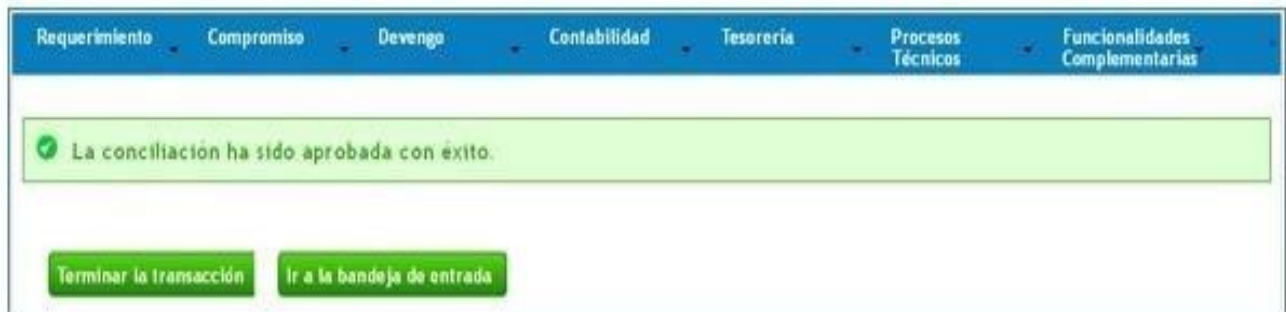 Requerimiento Compromiso Devengo Contabilidad Tesorería Procesos Técnicos Funcionalidades Complementarias
La conciliación ha sido aprobada con éxito.
Terminar la transacción Ir a la bandeja de entrada